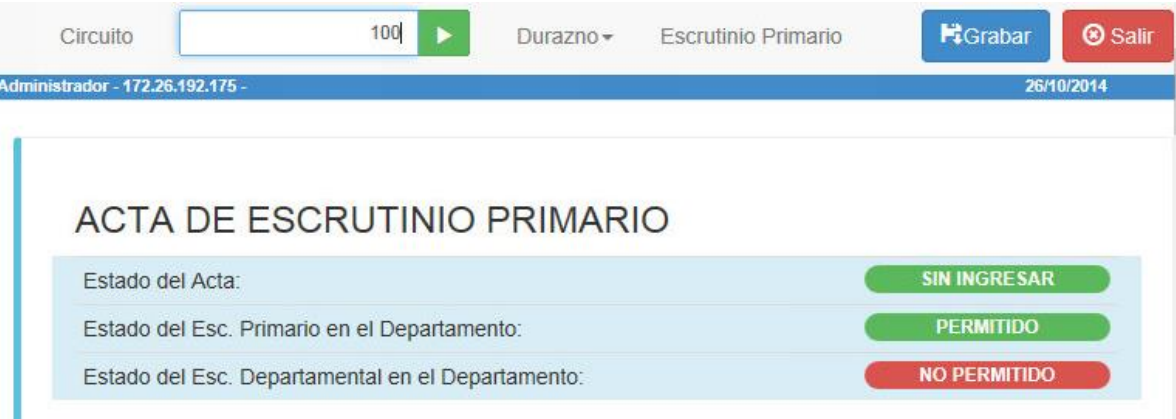 Circuito 100 Durazno Escrutinio Primario Grabar Salir
Administrador - 172.26.192.175 - 26/10/2014
ACTA DE ESCRUTINIO PRIMARIO
Estado del Acta: SIN INGRESAR
Estado del Esc. Primario en el Departamento: PERMITIDO
Estado del Esc. Departamental en el Departamento: NO PERMITIDO